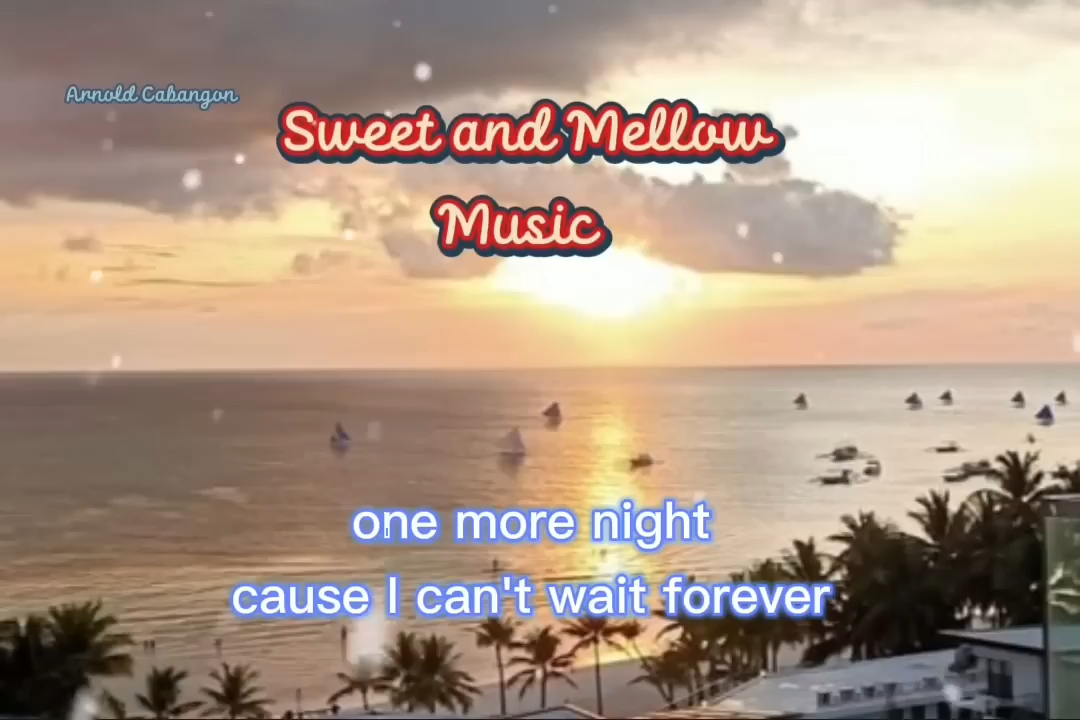 Arnold Cabangon
Sweet and Mellow
Music
one more night
cause I can't wait forever